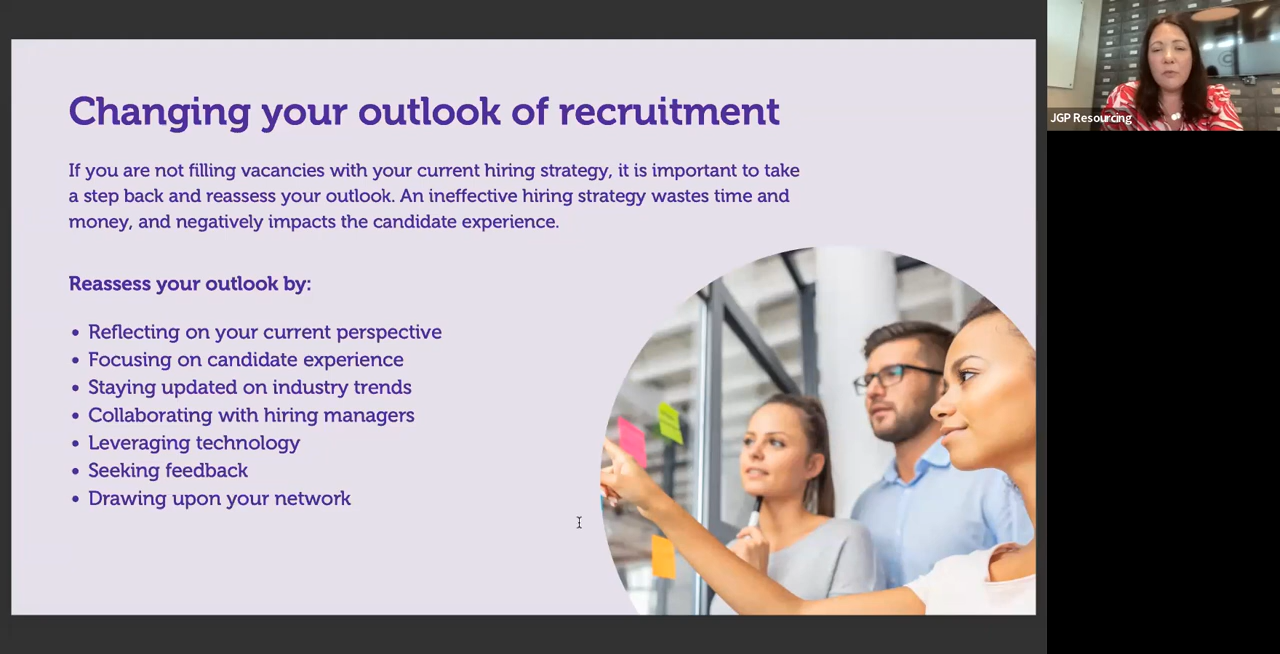 Changing your outlook of recruitment
If you are not filling vacancies with your current hiring strategy, it is important to take
a step back and reassess your outlook. An ineffective hiring strategy wastes time and
money, and negatively impacts the candidate experience.
Reassess your outlook by:
• Reflecting on your current perspective
• Focusing on candidate experience
• Staying updated on industry trends
• Collaborating with hiring managers
• Leveraging technology
• Seeking feedback
• Drawing upon your network
JGP Resourcing